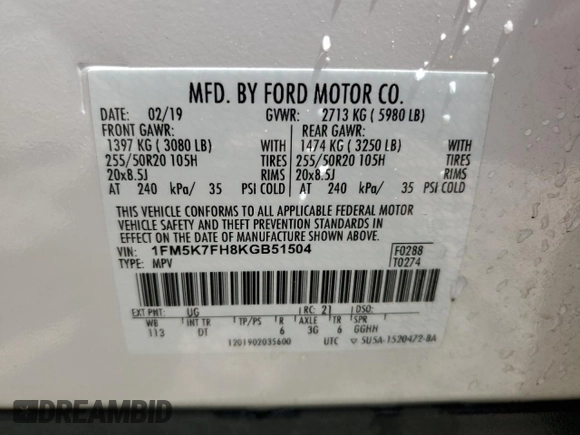 MFD. BY FORD MOTOR CO.
DATE: 02/19 GVWR: 2713 KG ( 5980 LB)
FRONT GAWR: REAR GAWR:
1397 KG ( 3080 LB) WITH 1474 KG ( 3250 LB) WITH
255/50R20 105H TIRES 255/50R20 105H TIRES
20x8.5J RIMS 20x8.5J RIMS
AT 240 kPa/ 35 PSI COLD AT 240 kPa/ 35 PSI COLD
THIS VEHICLE CONFORMS TO ALL APPLICABLE FEDERAL MOTOR
VEHICLE SAFETY AND THEFT PREVENTION STANDARDS IN EFFECT
ON THE DATE OF MANUFACTURE SHOWN ABOVE.
VIN: 1FM5K7FH8KGB51504 F0288
TYPE: MPV T0274
EXT PNT: UG RC: 21 DSO:
WB INT TR TP/PS R AXLE TR SPR
113 DT 6 3G 6 GGHH
1201902035600 UTC ▽ 5U5A-1520472-BA
DREAMBID